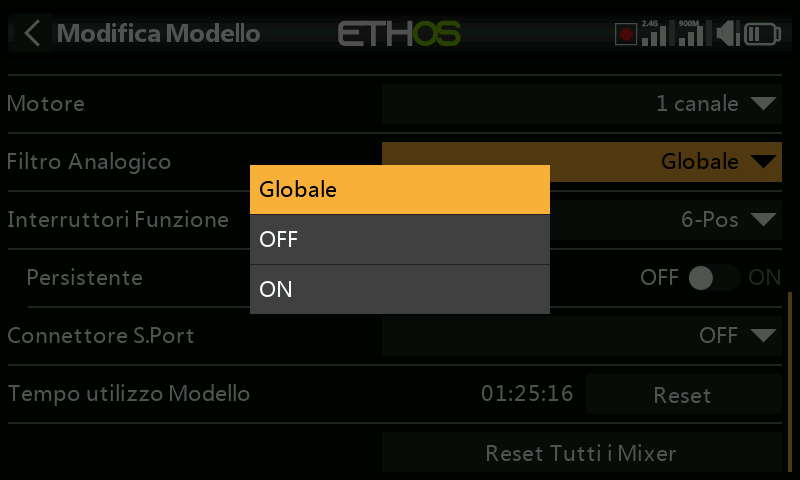 Modifica Modello
ETHOS
2.4G
900M
Motore
1 canale
Filtro Analogico
Globale
Globale
OFF
ON
Interruttori Funzione
6-Pos
Persistente
OFF
ON
Connettore S.Port
OFF
Tempo utilizzo Modello
01:25:16
Reset
Reset Tutti i Mixer